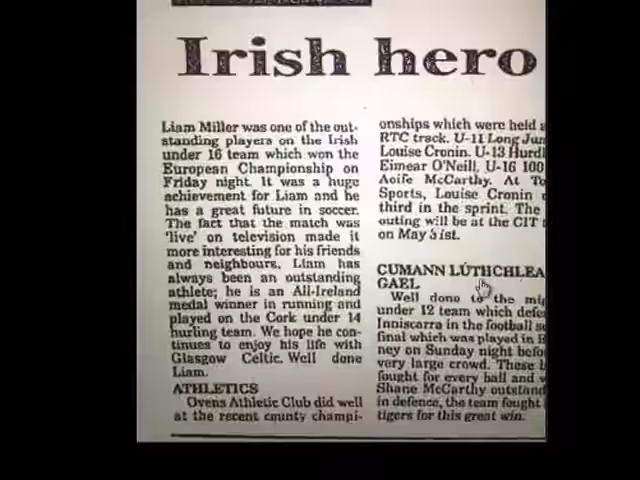 Irish hero
Liam Miller was one of the out-
standing players on the Irish
under 16 team which won the
European Championship on
Friday night. It was a huge
achievement for Liam and he
has a great future in soccer.
The fact that the match was
'live' on television made it
more interesting for his friends
and neighbours. Liam has
always been an outstanding
athlete; he is an All-Ireland
medal winner in running and
played on the Cork under 14
hurling team. We hope he con-
tinues to enjoy his life with
Glasgow Celtic. Well done
Liam.
ATHLETICS
Ovens Athletic Club did well
at the recent county champi-
onships which were held
RTC track. U-11 Long
Louise Cronin. U-13
Eimear O'Neill, U-16 100
Aoife McCarthy. At
Sports, Louise Cronin
third in the sprint. The
outing will be at the CIT
on May 31st.
CUMANN LÚTHCHLEA
GAEL
Well done to the
under 12 team which
Inniscarra in the football
final which was played in
ney on Sunday night
very large crowd. These
fought for every ball and
Shane McCarthy
in defence, the team fought
tigers for this great win.